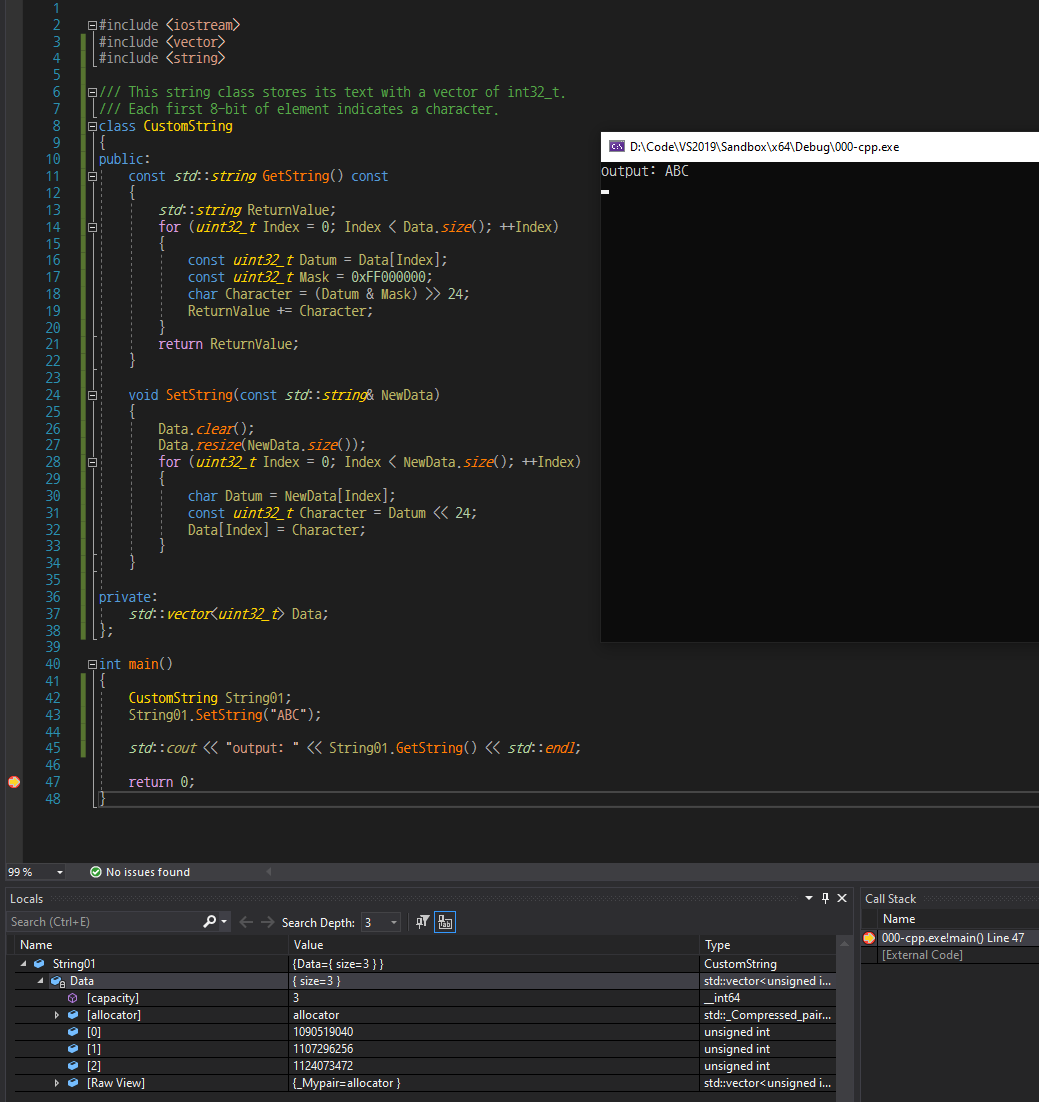 1
2 #include <iostream>
3 #include <vector>
4 #include <string>
5
6 /// This string class stores its text with a vector of int32_t.
7 /// Each first 8-bit of element indicates a character.
8 class CustomString
9 {
10 public:
11 const std::string GetString() const
12 {
13 std::string ReturnValue;
14 for (uint32_t Index = 0; Index < Data.size(); ++Index)
15 {
16 const uint32_t Datum = Data[Index];
17 const uint32_t Mask = 0xFF000000;
18 char Character = (Datum & Mask) >> 24;
19 ReturnValue += Character;
20 }
21 return ReturnValue;
22 }
23
24 void SetString(const std::string& NewData)
25 {
26 Data.clear();
27 Data.resize(NewData.size());
28 for (uint32_t Index = 0; Index < NewData.size(); ++Index)
29 {
30 char Datum = NewData[Index];
31 const uint32_t Character = Datum << 24;
32 Data[Index] = Character;
33 }
34 }
35
36 private:
37 std::vector<uint32_t> Data;
38 };
39
40 int main()
41 {
42 CustomString String01;
43 String01.SetString("ABC");
44
45 std::cout << "output: " << String01.GetString() << std::endl;
46
47 return 0;
48 }
D:\Code\VS2019\Sandbox\x64\Debug\000-cpp.exe
output: ABC
99 % No issues found
Locals
Search (Ctrl+E) Search Depth: 3
Name Value Type
String01 {Data={ size=3 } } CustomString
Data { size=3 } std::vector<unsigned i...
[capacity] 3 __int64
[allocator] allocator std::_Compressed_pair...
[0] 1090519040 unsigned int
[1] 1107296256 unsigned int
[2] 1124073472 unsigned int
[Raw View] {_Mypair=allocator } std::vector<unsigned i...
Call Stack
Name
000-cpp.exe!main() Line 47
[External Code]